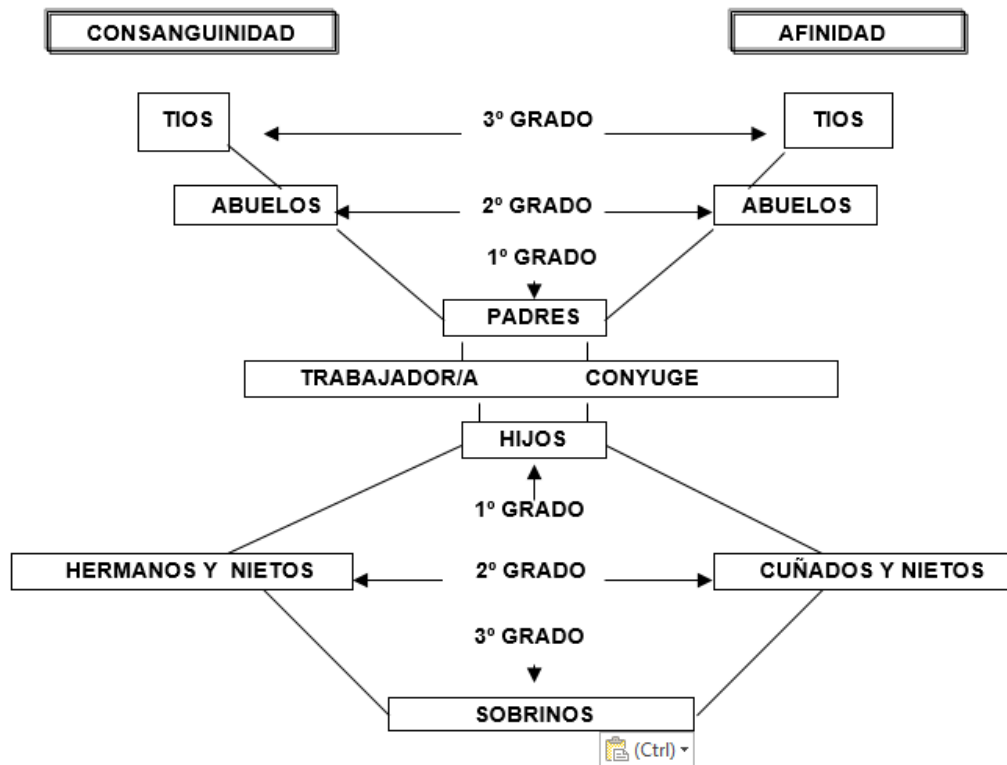 CONSANGUINIDAD
AFINIDAD
TIOS
3º GRADO
TIOS
ABUELOS
2º GRADO
ABUELOS
1º GRADO
PADRES
TRABAJADOR/A CONYUGE
HIJOS
1º GRADO
HERMANOS Y NIETOS
2º GRADO
CUÑADOS Y NIETOS
3º GRADO
SOBRINOS
(Ctrl)